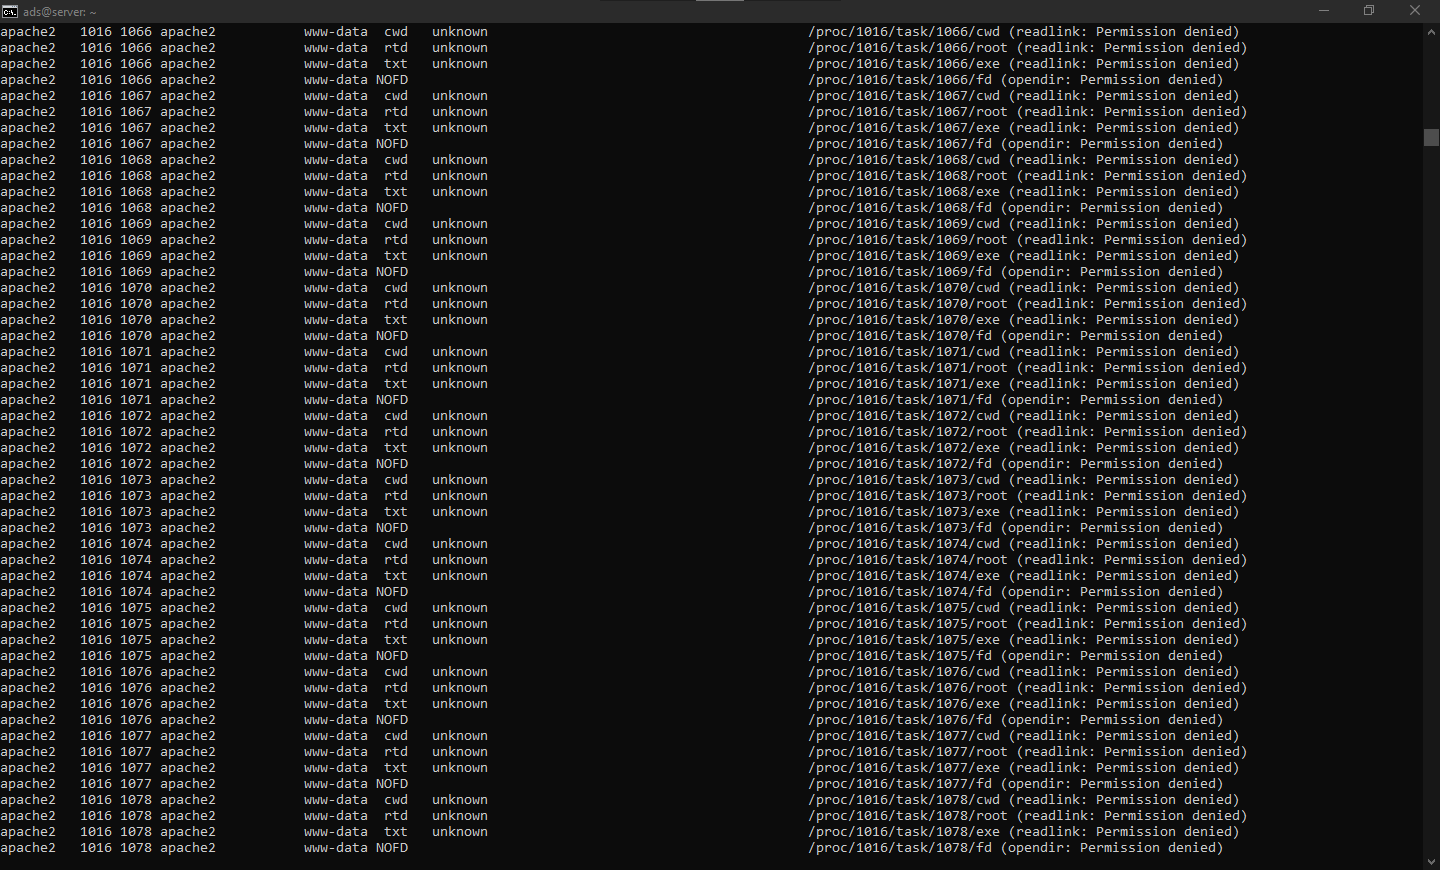 ads@server: ~
apache2   1016 1066 apache2           www-data  cwd   unknown                                        /proc/1016/task/1066/cwd (readlink: Permission denied)
apache2   1016 1066 apache2           www-data  rtd   unknown                                        /proc/1016/task/1066/root (readlink: Permission denied)
apache2   1016 1066 apache2           www-data  txt   unknown                                        /proc/1016/task/1066/exe (readlink: Permission denied)
apache2   1016 1066 apache2           www-data NOFD                                                  /proc/1016/task/1066/fd (opendir: Permission denied)
apache2   1016 1067 apache2           www-data  cwd   unknown                                        /proc/1016/task/1067/cwd (readlink: Permission denied)
apache2   1016 1067 apache2           www-data  rtd   unknown                                        /proc/1016/task/1067/root (readlink: Permission denied)
apache2   1016 1067 apache2           www-data  txt   unknown                                        /proc/1016/task/1067/exe (readlink: Permission denied)
apache2   1016 1067 apache2           www-data NOFD                                                  /proc/1016/task/1067/fd (opendir: Permission denied)
apache2   1016 1068 apache2           www-data  cwd   unknown                                        /proc/1016/task/1068/cwd (readlink: Permission denied)
apache2   1016 1068 apache2           www-data  rtd   unknown                                        /proc/1016/task/1068/root (readlink: Permission denied)
apache2   1016 1068 apache2           www-data  txt   unknown                                        /proc/1016/task/1068/exe (readlink: Permission denied)
apache2   1016 1068 apache2           www-data NOFD                                                  /proc/1016/task/1068/fd (opendir: Permission denied)
apache2   1016 1069 apache2           www-data  cwd   unknown                                        /proc/1016/task/1069/cwd (readlink: Permission denied)
apache2   1016 1069 apache2           www-data  rtd   unknown                                        /proc/1016/task/1069/root (readlink: Permission denied)
apache2   1016 1069 apache2           www-data  txt   unknown                                        /proc/1016/task/1069/exe (readlink: Permission denied)
apache2   1016 1069 apache2           www-data NOFD                                                  /proc/1016/task/1069/fd (opendir: Permission denied)
apache2   1016 1070 apache2           www-data  cwd   unknown                                        /proc/1016/task/1070/cwd (readlink: Permission denied)
apache2   1016 1070 apache2           www-data  rtd   unknown                                        /proc/1016/task/1070/root (readlink: Permission denied)
apache2   1016 1070 apache2           www-data  txt   unknown                                        /proc/1016/task/1070/exe (readlink: Permission denied)
apache2   1016 1070 apache2           www-data NOFD                                                  /proc/1016/task/1070/fd (opendir: Permission denied)
apache2   1016 1071 apache2           www-data  cwd   unknown                                        /proc/1016/task/1071/cwd (readlink: Permission denied)
apache2   1016 1071 apache2           www-data  rtd   unknown                                        /proc/1016/task/1071/root (readlink: Permission denied)
apache2   1016 1071 apache2           www-data  txt   unknown                                        /proc/1016/task/1071/exe (readlink: Permission denied)
apache2   1016 1071 apache2           www-data NOFD                                                  /proc/1016/task/1071/fd (opendir: Permission denied)
apache2   1016 1072 apache2           www-data  cwd   unknown                                        /proc/1016/task/1072/cwd (readlink: Permission denied)
apache2   1016 1072 apache2           www-data  rtd   unknown                                        /proc/1016/task/1072/root (readlink: Permission denied)
apache2   1016 1072 apache2           www-data  txt   unknown                                        /proc/1016/task/1072/exe (readlink: Permission denied)
apache2   1016 1072 apache2           www-data NOFD                                                  /proc/1016/task/1072/fd (opendir: Permission denied)
apache2   1016 1073 apache2           www-data  cwd   unknown                                        /proc/1016/task/1073/cwd (readlink: Permission denied)
apache2   1016 1073 apache2           www-data  rtd   unknown                                        /proc/1016/task/1073/root (readlink: Permission denied)
apache2   1016 1073 apache2           www-data  txt   unknown                                        /proc/1016/task/1073/exe (readlink: Permission denied)
apache2   1016 1073 apache2           www-data NOFD                                                  /proc/1016/task/1073/fd (opendir: Permission denied)
apache2   1016 1074 apache2           www-data  cwd   unknown                                        /proc/1016/task/1074/cwd (readlink: Permission denied)
apache2   1016 1074 apache2           www-data  rtd   unknown                                        /proc/1016/task/1074/root (readlink: Permission denied)
apache2   1016 1074 apache2           www-data  txt   unknown                                        /proc/1016/task/1074/exe (readlink: Permission denied)
apache2   1016 1074 apache2           www-data NOFD                                                  /proc/1016/task/1074/fd (opendir: Permission denied)
apache2   1016 1075 apache2           www-data  cwd   unknown                                        /proc/1016/task/1075/cwd (readlink: Permission denied)
apache2   1016 1075 apache2           www-data  rtd   unknown                                        /proc/1016/task/1075/root (readlink: Permission denied)
apache2   1016 1075 apache2           www-data  txt   unknown                                        /proc/1016/task/1075/exe (readlink: Permission denied)
apache2   1016 1075 apache2           www-data NOFD                                                  /proc/1016/task/1075/fd (opendir: Permission denied)
apache2   1016 1076 apache2           www-data  cwd   unknown                                        /proc/1016/task/1076/cwd (readlink: Permission denied)
apache2   1016 1076 apache2           www-data  rtd   unknown                                        /proc/1016/task/1076/root (readlink: Permission denied)
apache2   1016 1076 apache2           www-data  txt   unknown                                        /proc/1016/task/1076/exe (readlink: Permission denied)
apache2   1016 1076 apache2           www-data NOFD                                                  /proc/1016/task/1076/fd (opendir: Permission denied)
apache2   1016 1077 apache2           www-data  cwd   unknown                                        /proc/1016/task/1077/cwd (readlink: Permission denied)
apache2   1016 1077 apache2           www-data  rtd   unknown                                        /proc/1016/task/1077/root (readlink: Permission denied)
apache2   1016 1077 apache2           www-data  txt   unknown                                        /proc/1016/task/1077/exe (readlink: Permission denied)
apache2   1016 1077 apache2           www-data NOFD                                                  /proc/1016/task/1077/fd (opendir: Permission denied)
apache2   1016 1078 apache2           www-data  cwd   unknown                                        /proc/1016/task/1078/cwd (readlink: Permission denied)
apache2   1016 1078 apache2           www-data  rtd   unknown                                        /proc/1016/task/1078/root (readlink: Permission denied)
apache2   1016 1078 apache2           www-data  txt   unknown                                        /proc/1016/task/1078/exe (readlink: Permission denied)
apache2   1016 1078 apache2           www-data NOFD                                                  /proc/1016/task/1078/fd (opendir: Permission denied)